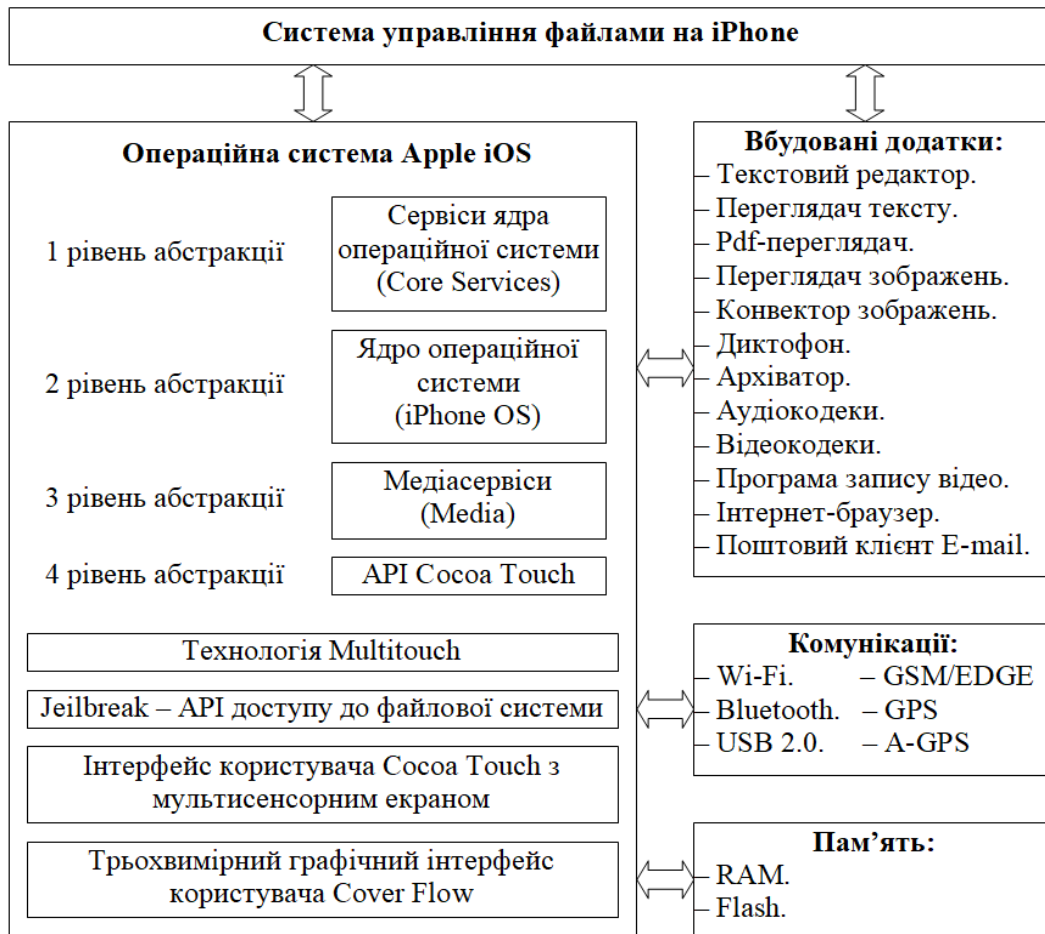 Система управління файлами на iPhone
Операційна система Apple iOS
1 рівень абстракції
Сервіси ядра
операційної системи
(Core Services)
2 рівень абстракції
Ядро операційної
системи
(iPhone OS)
3 рівень абстракції
Медіасервіси
(Media)
4 рівень абстракції
API Cocoa Touch
Технологія Multitouch
Jeilbreak – API доступу до файлової системи
Інтерфейс користувача Cocoa Touch з
мультисенсорним екраном
Трьохвимірний графічний інтерфейс
користувача Cover Flow
Вбудовані додатки:
– Текстовий редактор.
– Переглядач тексту.
– Pdf-переглядач.
– Переглядач зображень.
– Конвектор зображень.
– Диктофон.
– Архіватор.
– Аудіокодеки.
– Відеокодеки.
– Програма запису відео.
– Інтернет-браузер.
– Поштовий клієнт E-mail.
Комунікації:
– Wi-Fi. – GSM/EDGE
– Bluetooth. – GPS
– USB 2.0. – A-GPS
Пам’ять:
– RAM.
– Flash.